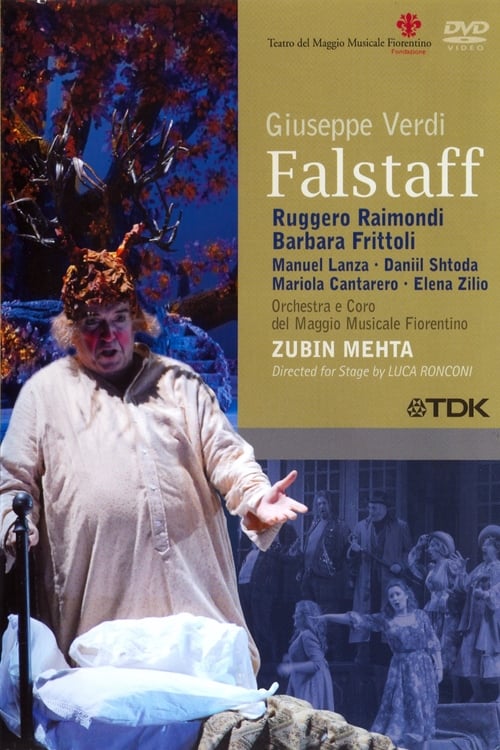 Teatro del Maggio Musicale Fiorentino
Fondazione
DVD
VIDEO
Giuseppe Verdi
Falstaff
Ruggero Raimondi
Barbara Frittoli
Manuel Lanza · Daniil Shtoda
Mariola Cantarero · Elena Zilio
Orchestra e Coro
del Maggio Musicale Fiorentino
ZUBIN MEHTA
Directed for Stage by LUCA RONCONI
TDK